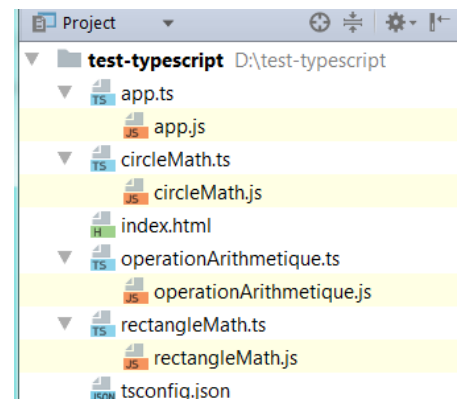 Project
test-typescript D:\test-typescript
TS app.ts
JS app.js
TS circleMath.ts
JS circleMath.js
H index.html
TS operationArithmetique.ts
JS operationArithmetique.js
TS rectangleMath.ts
JS rectangleMath.js
JSON tsconfig.json